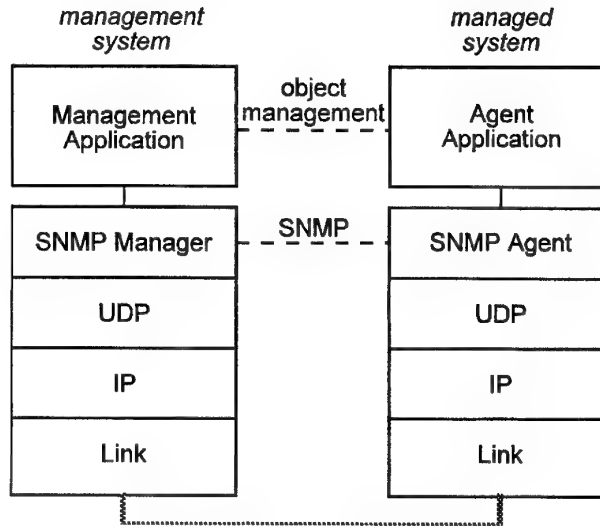 management
system
managed
system
Management
Application
object
management
Agent
Application
SNMP Manager
SNMP
SNMP Agent
UDP
UDP
IP
IP
Link
Link